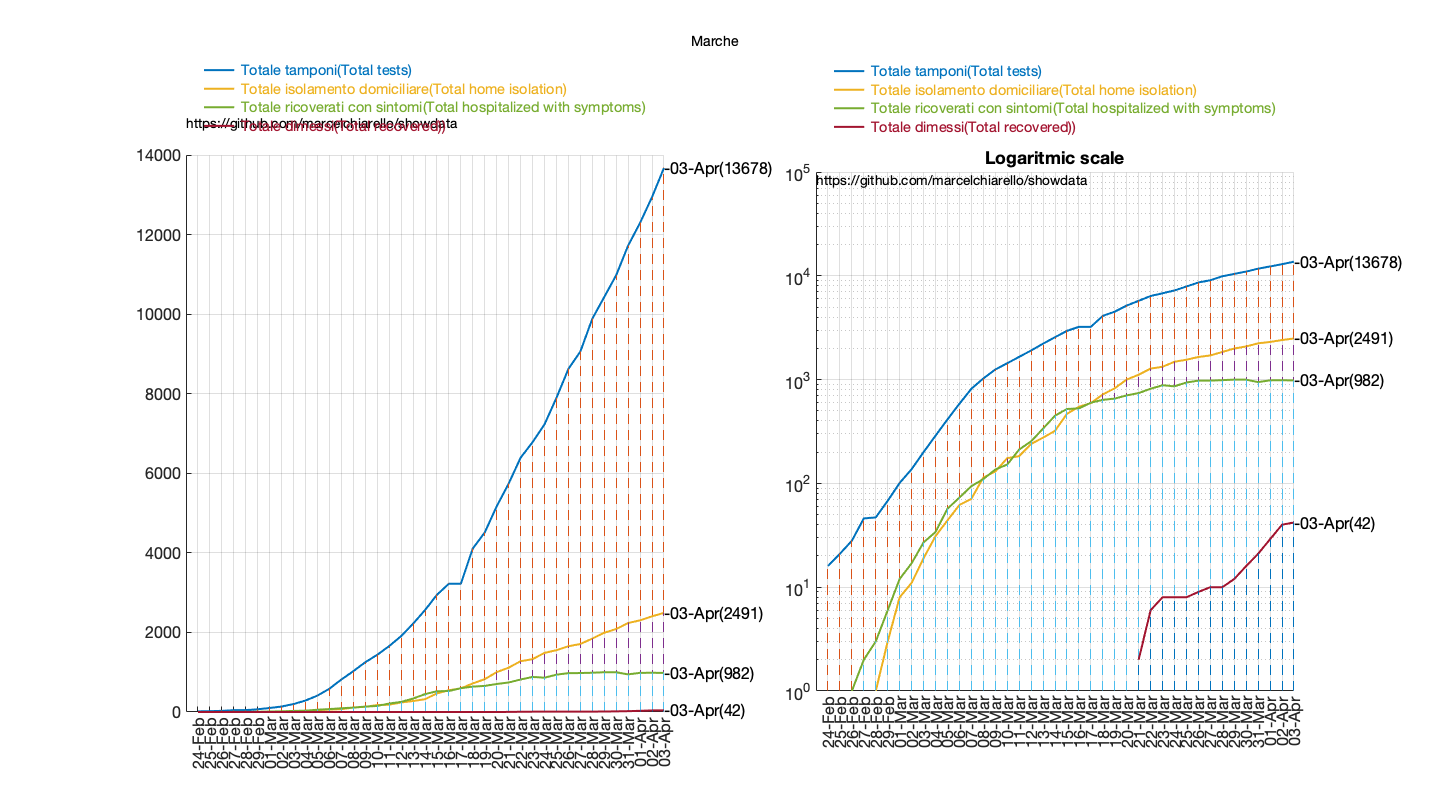 Marche
Totale tamponi(Total tests)
Totale isolamento domiciliare(Total home isolation)
Totale ricoverati con sintomi(Total hospitalized with symptoms)
Totale dimessi(Total recovered))
https://github.com/marcelchiarello/showdata
14000
12000
10000
8000
6000
4000
2000
0
-03-Apr(13678)
-03-Apr(2491)
-03-Apr(982)
-03-Apr(42)
24-Feb
25-Feb
26-Feb
27-Feb
28-Feb
29-Feb
01-Mar
02-Mar
03-Mar
04-Mar
05-Mar
06-Mar
07-Mar
08-Mar
09-Mar
10-Mar
11-Mar
12-Mar
13-Mar
14-Mar
15-Mar
16-Mar
17-Mar
18-Mar
19-Mar
20-Mar
21-Mar
22-Mar
23-Mar
24-Mar
25-Mar
26-Mar
27-Mar
28-Mar
29-Mar
30-Mar
31-Mar
01-Apr
02-Apr
03-Apr
Totale tamponi(Total tests)
Totale isolamento domiciliare(Total home isolation)
Totale ricoverati con sintomi(Total hospitalized with symptoms)
Totale dimessi(Total recovered))
Logaritmic scale
https://github.com/marcelchiarello/showdata
10^5
10^4
10^3
10^2
10^1
10^0
-03-Apr(13678)
-03-Apr(2491)
-03-Apr(982)
-03-Apr(42)
24-Feb
25-Feb
26-Feb
27-Feb
28-Feb
29-Feb
01-Mar
02-Mar
03-Mar
04-Mar
05-Mar
06-Mar
07-Mar
08-Mar
09-Mar
10-Mar
11-Mar
12-Mar
13-Mar
14-Mar
15-Mar
16-Mar
17-Mar
18-Mar
19-Mar
20-Mar
21-Mar
22-Mar
23-Mar
24-Mar
25-Mar
26-Mar
27-Mar
28-Mar
29-Mar
30-Mar
31-Mar
01-Apr
02-Apr
03-Apr